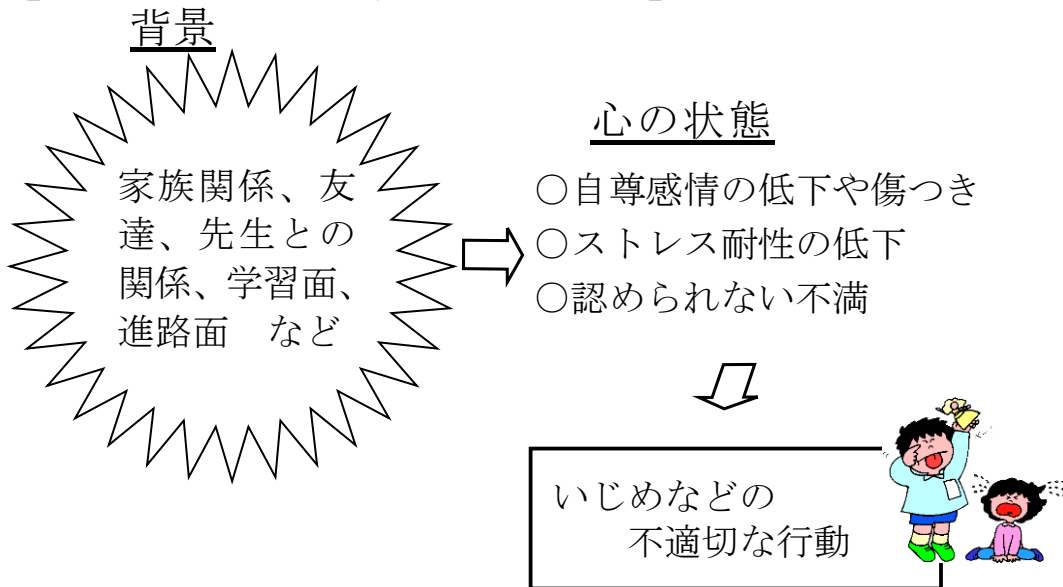 背景
家族関係、友
達、先生との
関係、学習面、
進路面　など
心の状態
○自尊感情の低下や傷つき
○ストレス耐性の低下
○認められない不満
いじめなどの
不適切な行動